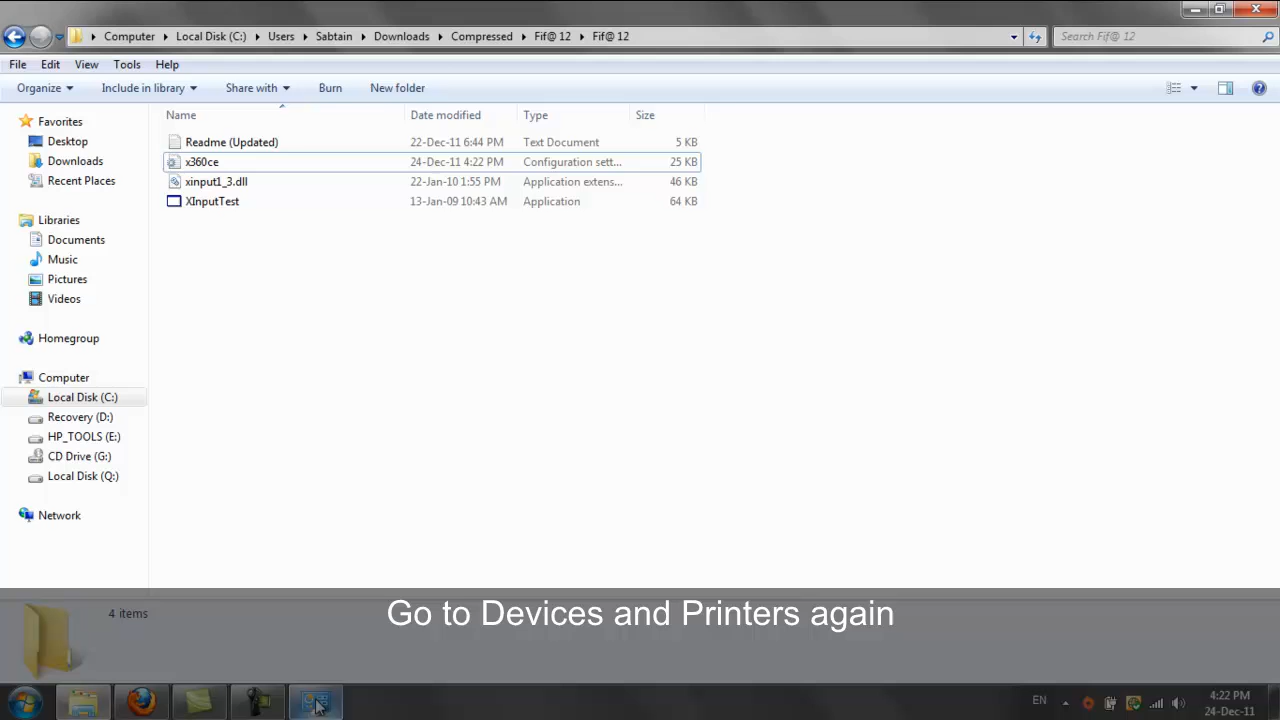 Computer Local Disk (C:) Users Sabtain Downloads Compressed Fif@ 12 Fif@ 12
Search Fif@ 12
File Edit View Tools Help
Organize Include in library Share with Burn New folder
Name Date modified Type Size
Readme (Updated) 22-Dec-11 6:44 PM Text Document 5 KB
x360ce 24-Dec-11 4:22 PM Configuration sett... 25 KB
xinput1_3.dll 22-Jan-10 1:55 PM Application extens... 46 KB
XInputTest 13-Jan-09 10:43 AM Application 64 KB
Favorites
Desktop
Downloads
Recent Places
Libraries
Documents
Music
Pictures
Videos
Homegroup
Computer
Local Disk (C:)
Recovery (D:)
HP_TOOLS (E:)
CD Drive (G:)
Local Disk (Q:)
Network
4 items
Go to Devices and Printers again
EN
4:22 PM
24-Dec-11